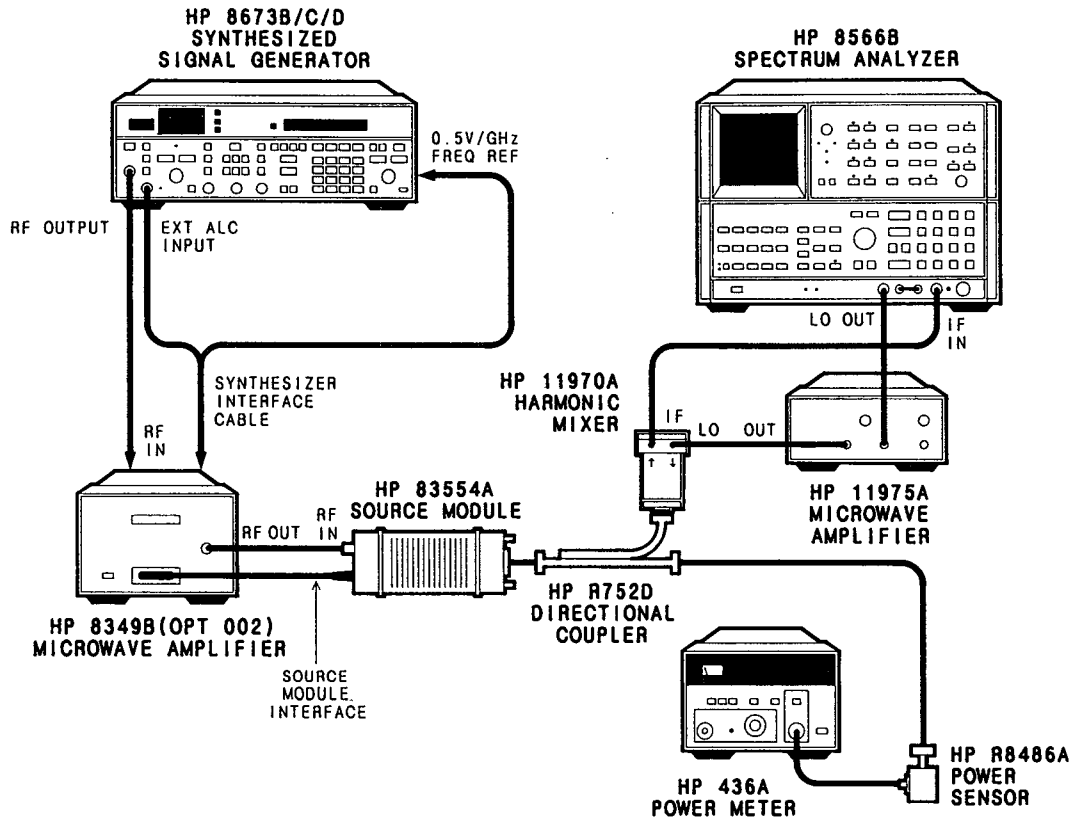 HP 8673B/C/D
SYNTHESIZED
SIGNAL GENERATOR
HP 8566B
SPECTRUM ANALYZER
0.5V/GHz
FREQ REF
RF OUTPUT
EXT ALC
INPUT
LO OUT
IF
IN
SYNTHESIZER
INTERFACE
CABLE
HP 11970A
HARMONIC
MIXER
IF
LO OUT
RF
IN
HP 11975A
MICROWAVE
AMPLIFIER
HP 83554A
SOURCE MODULE
RF OUT
RF
IN
HP R752D
DIRECTIONAL
COUPLER
HP 8349B(OPT 002)
MICROWAVE AMPLIFIER
SOURCE
MODULE
INTERFACE
HP 436A
POWER METER
HP R8486A
POWER
SENSOR